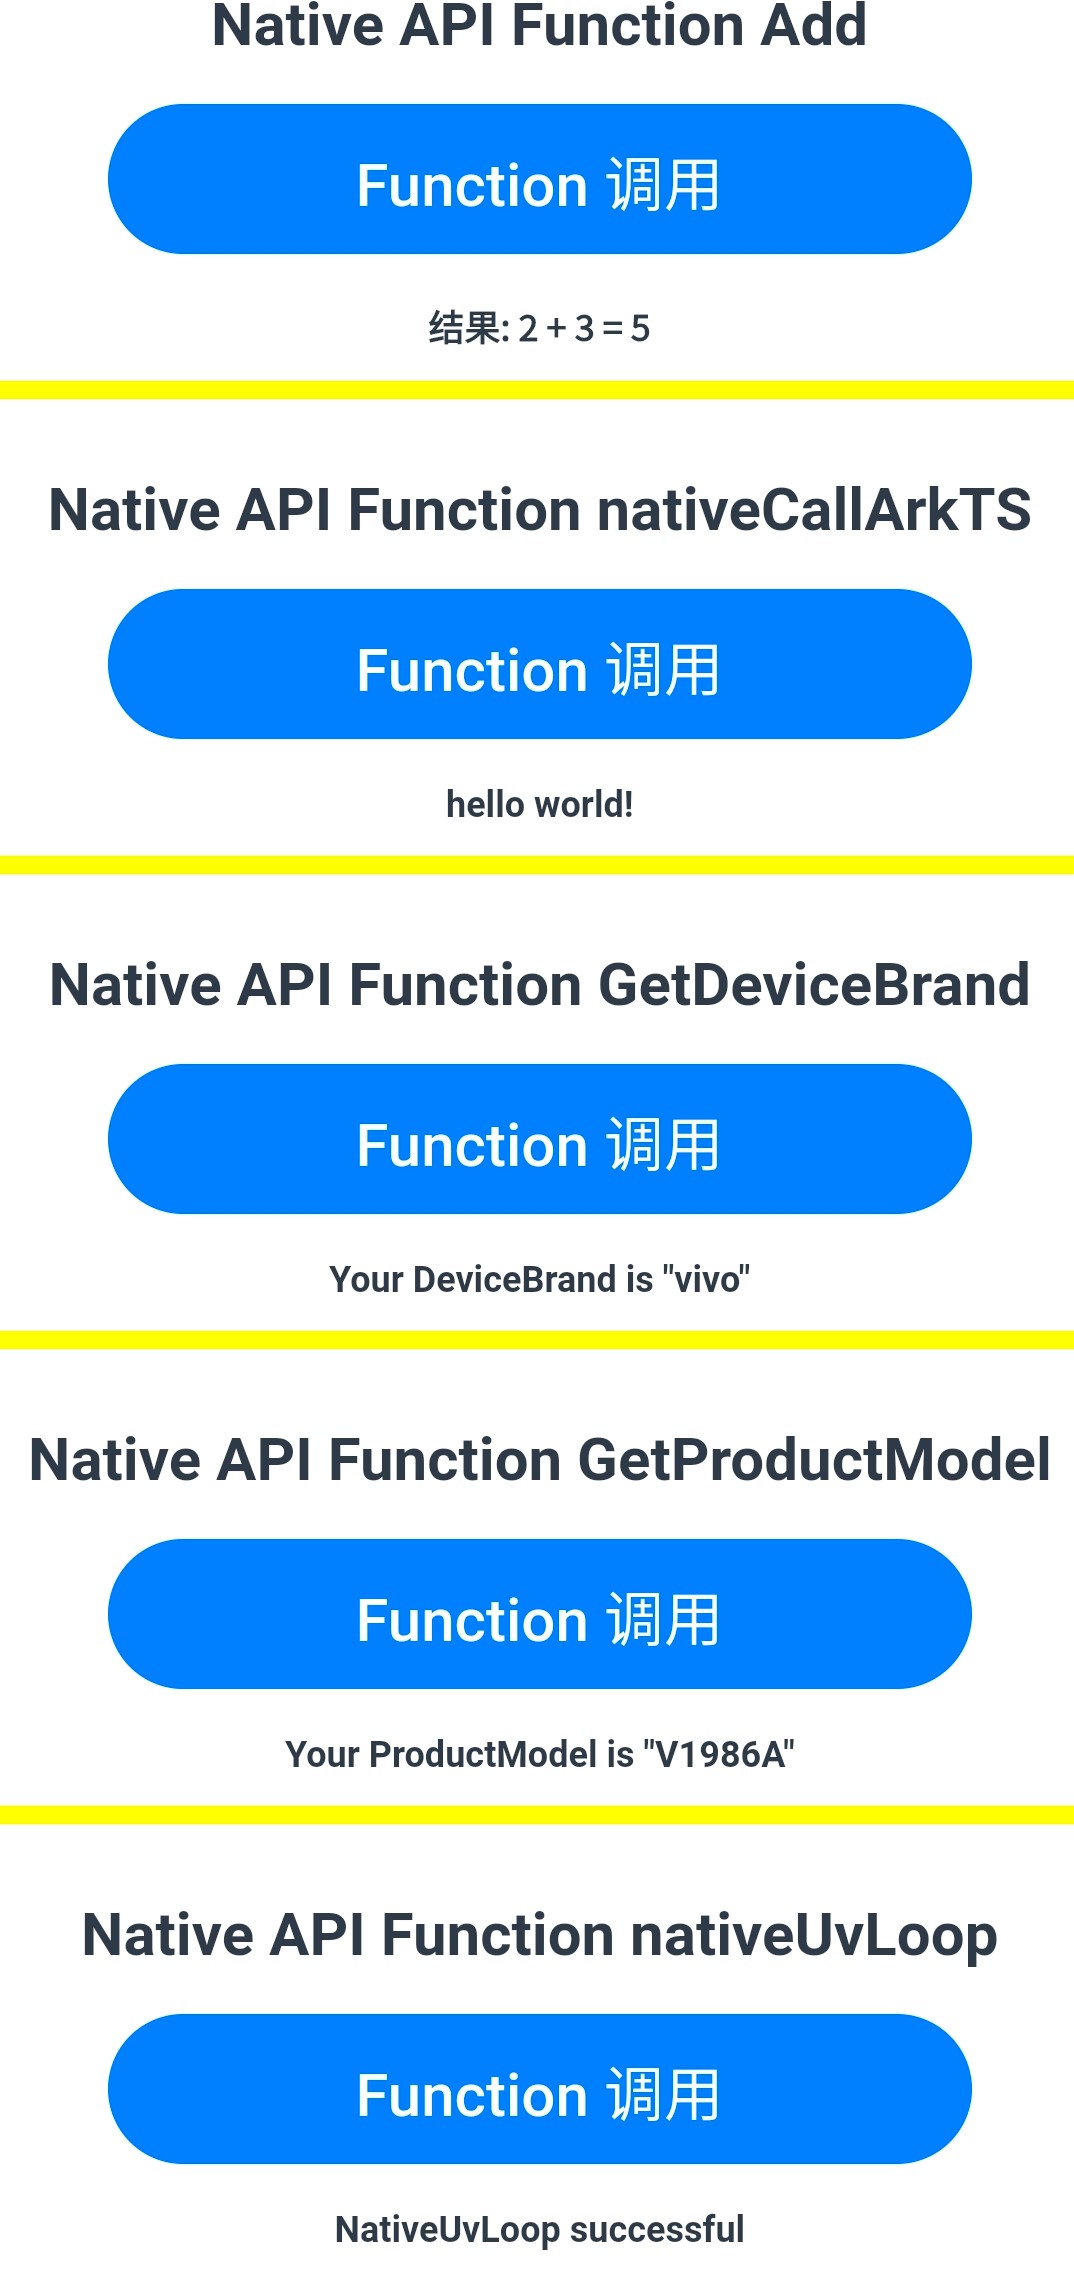 Native API Function Add
Function 调用
结果: 2 + 3 = 5
Native API Function nativeCallArkTS
Function 调用
hello world!
Native API Function GetDeviceBrand
Function 调用
Your DeviceBrand is "vivo"
Native API Function GetProductModel
Function 调用
Your ProductModel is "V1986A"
Native API Function nativeUvLoop
Function 调用
NativeUvLoop successful